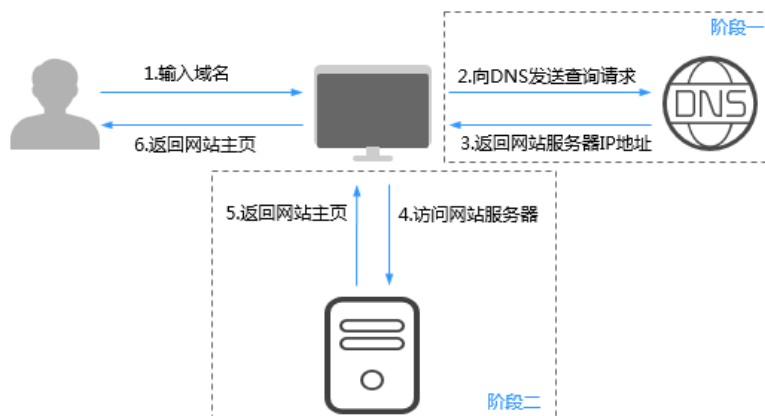 阶段一
1.输入域名
2.向DNS发送查询请求
DNS
6.返回网站主页
3.返回网站服务器IP地址
5.返回网站主页
4.访问网站服务器
阶段二